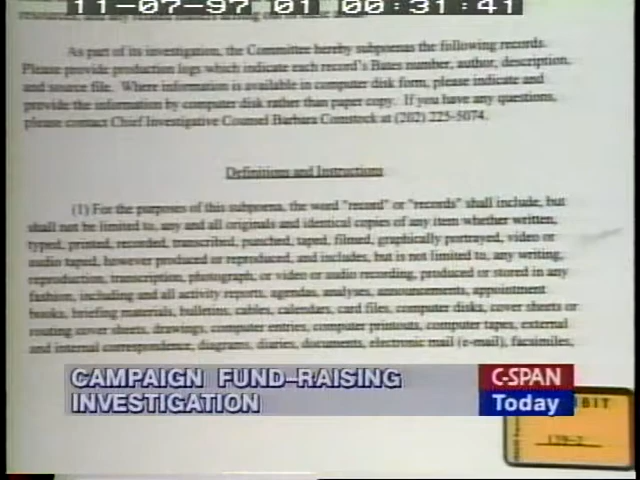 11-07-97 01 00:31:41
As part of its investigation, the Committee hereby subpoenas the following records.
Please provide production logs which indicate each record's Bates number, author, description,
and source file. Where information is available in computer disk form, please indicate and
provide the information by computer disk rather than paper copy. If you have any questions,
please contact Chief Investigative Counsel Barbara Comstock at (202) 225-5074.
Definitions and Instructions
(1) For the purposes of this subpoena, the word "record" or "records" shall include, but
shall not be limited to, any and all originals and identical copies of any item whether written,
typed, printed, recorded, transcribed, punched, taped, filmed, graphically portrayed, video or
audio taped, however produced or reproduced, and includes, but is not limited to, any writing,
reproduction, transcription, photograph, or video or audio recording, produced or stored in any
fashion, including and all activity reports, agendas, analyses, announcements, appointment
books, briefing materials, bulletins, cables, calendars, card files, computer disks, cover sheets or
routing cover sheets, drawings, computer entries, computer printouts, computer tapes, external
and internal correspondence, diagrams, diaries, documents, electronic mail (e-mail), facsimiles,
CAMPAIGN FUND-RAISING
INVESTIGATION
C-SPAN
Today
IBIT